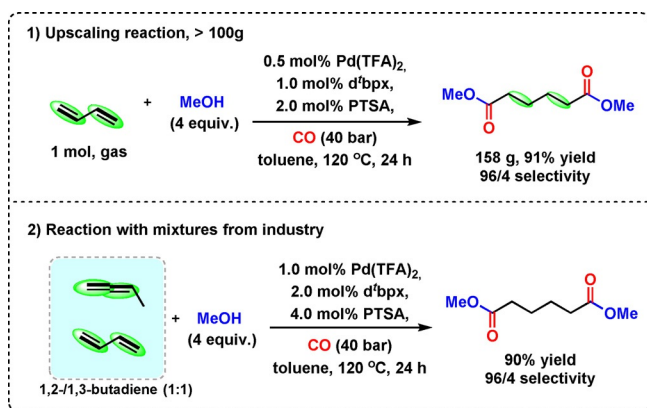 1) Upscaling reaction, > 100g
0.5 mol% Pd(TFA)₂,
1.0 mol% dᵗbpx,
2.0 mol% PTSA,
+ MeOH
(4 equiv.)
CO (40 bar)
toluene, 120 °C, 24 h
1 mol, gas
MeO
O
O
OMe
158 g, 91% yield
96/4 selectivity
2) Reaction with mixtures from industry
1.0 mol% Pd(TFA)₂,
2.0 mol% dᵗbpx,
4.0 mol% PTSA,
+ MeOH
(4 equiv.)
CO (40 bar)
toluene, 120 °C, 24 h
1,2-/1,3-butadiene (1:1)
MeO
O
O
OMe
90% yield
96/4 selectivity